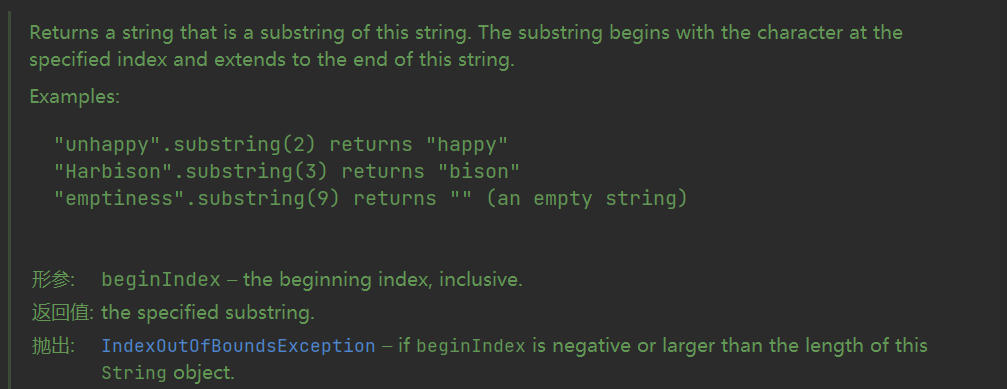 Returns a string that is a substring of this string. The substring begins with the character at the
specified index and extends to the end of this string.
Examples:
"unhappy".substring(2) returns "happy"
"Harbison".substring(3) returns "bison"
"emptiness".substring(9) returns "" (an empty string)
形参: beginIndex – the beginning index, inclusive.
返回值: the specified substring.
抛出: IndexOutOfBoundsException – if beginIndex is negative or larger than the length of this
String object.